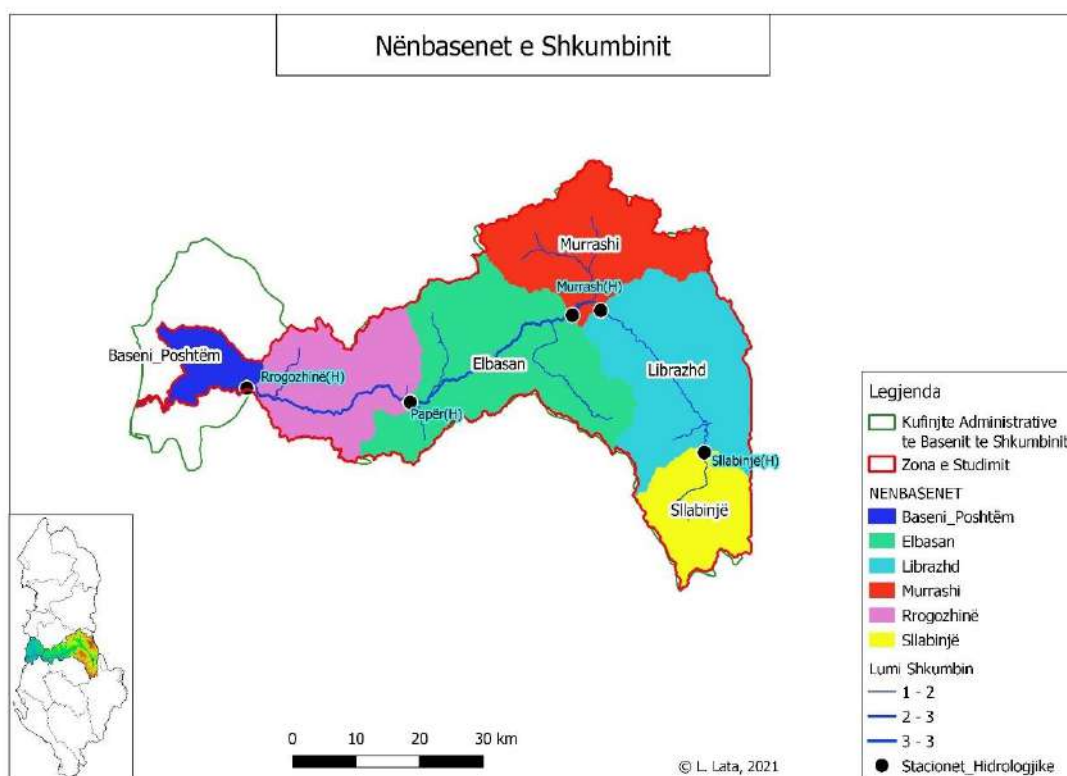 Nënbasenet e Shkumbinit
Murrashi
Murrash(H)
Baseni_Poshtëm
Rrogozhinë(H)
Elbasan
Librazhd
Papër(H)
Sllabinjë(H)
Sllabinjë
Legjenda
Kufinjte Administrative
te Basenit te Shkumbinit
Zona e Studimit
NENBASENET
Baseni_Poshtëm
Elbasan
Librazhd
Murrashi
Rrogozhinë
Sllabinjë
Lumi Shkumbin
1 - 2
2 - 3
3 - 3
Stacionet_Hidrologjike
0 10 20 30 km
© L. Lata, 2021